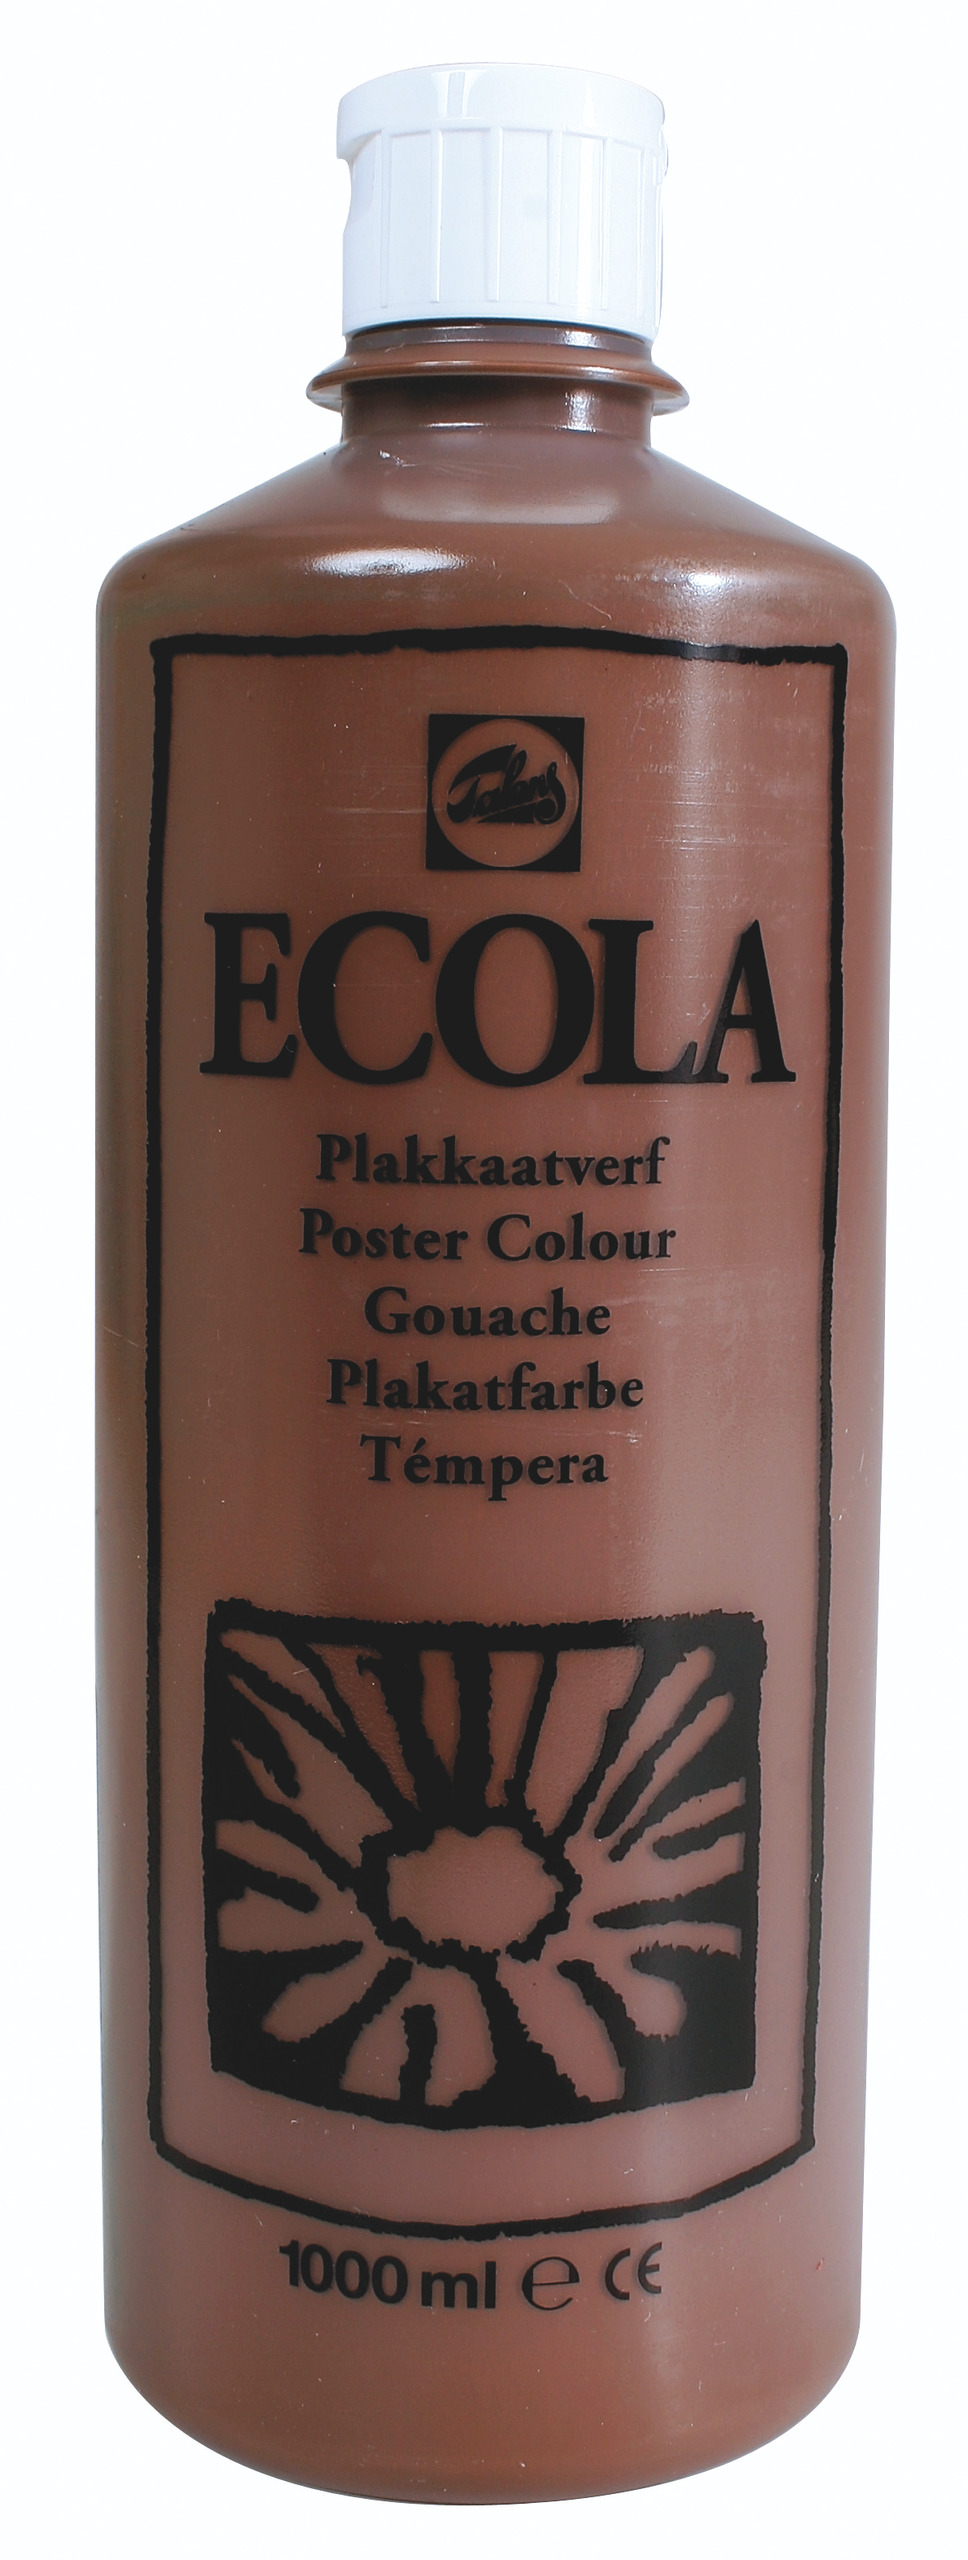 Talens
ECOLA
Plakkaatverf
Poster Colour
Gouache
Plakatfarbe
Témpera
1000 ml ℮ CE